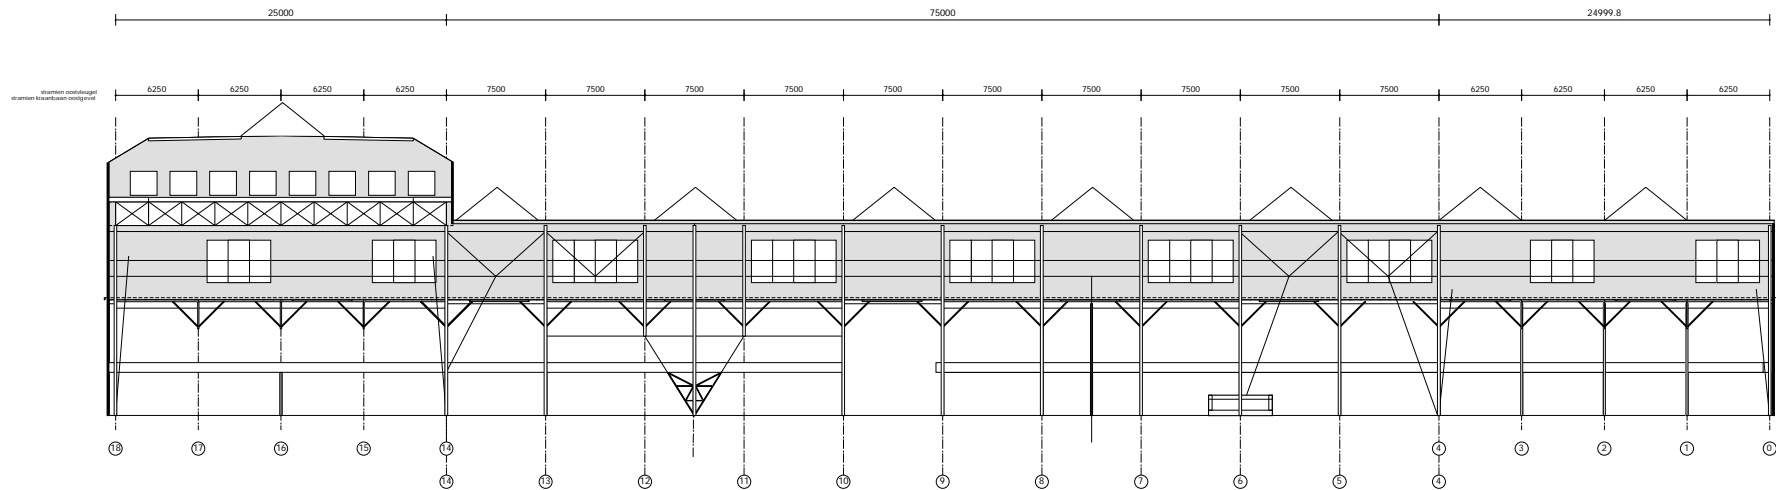 25000 75000 24999.8
stramien oostvleugel
stramien kraanbaan oostgevel
6250 6250 6250 6250 7500 7500 7500 7500 7500 7500 7500 7500 7500 7500 6250 6250 6250 6250
18 17 16 15 14 4 3 2 1 0
14 13 12 11 10 9 8 7 6 5 4